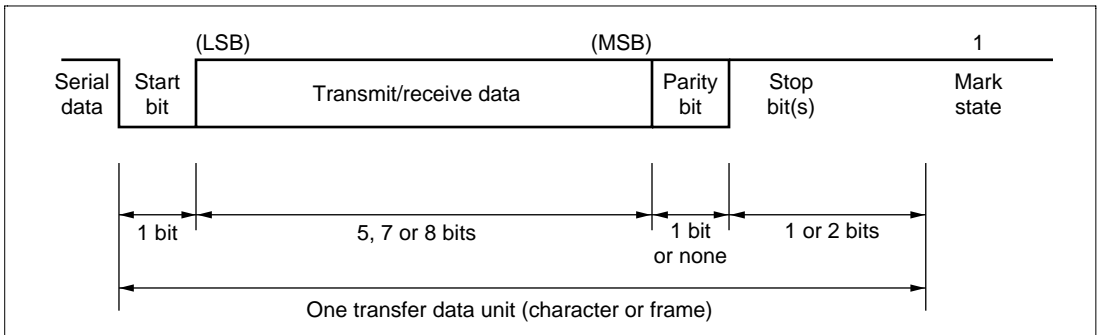 (LSB) (MSB) 1
Serial Start Transmit/receive data Parity Stop Mark
data bit bit bit(s) state
1 bit 5, 7 or 8 bits 1 bit 1 or 2 bits
or none
One transfer data unit (character or frame)